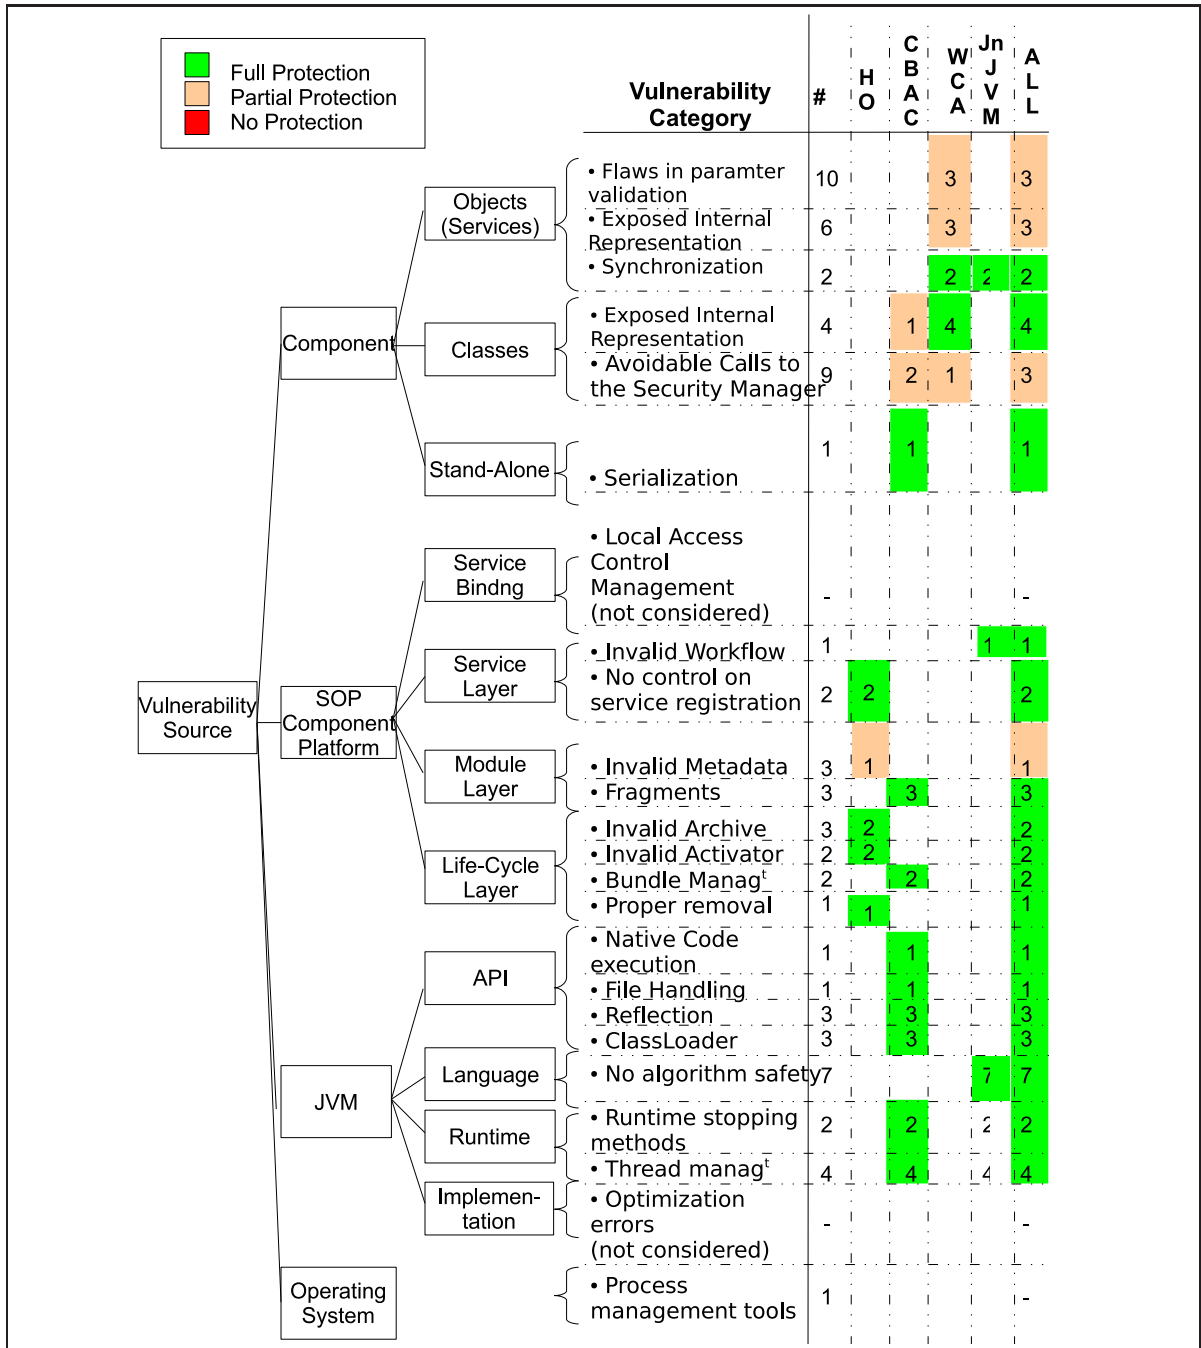 Full Protection
Partial Protection
No Protection
Vulnerability
Category
#
H
O
C
B
A
C
W
C
A
Jn
J
V
M
A
L
L
Objects
(Services)
• Flaws in paramter
validation
10 3 3
• Exposed Internal
Representation
6 3 3
• Synchronization
2 2 2 2
Component
Classes
• Exposed Internal
Representation
4 1 4 4
• Avoidable Calls to
the Security Manager
9 2 1 3
Stand-Alone
• Serialization
1 1 1
Service
Bindng
• Local Access
Control
Management
(not considered)
- -
Vulnerability
Source
SOP
Component
Platform
Service
Layer
• Invalid Workflow
1 1 1
• No control on
service registration
2 2 2
Module
Layer
• Invalid Metadata
3 1 1
• Fragments
3 3 3
Life-Cycle
Layer
• Invalid Archive
3 2 2
• Invalid Activator
2 2 2
• Bundle Managt
2 2 2
• Proper removal
1 1 1
API
• Native Code
execution
1 1 1
• File Handling
1 1 1
• Reflection
3 3 3
• ClassLoader
3 3 3
JVM
Language
• No algorithm safety
7 7 7
Runtime
• Runtime stopping
methods
2 2 2 2
• Thread managt
4 4 4 4
Implemen-
tation
• Optimization
errors
(not considered)
- -
Operating
System
• Process
management tools
1 -